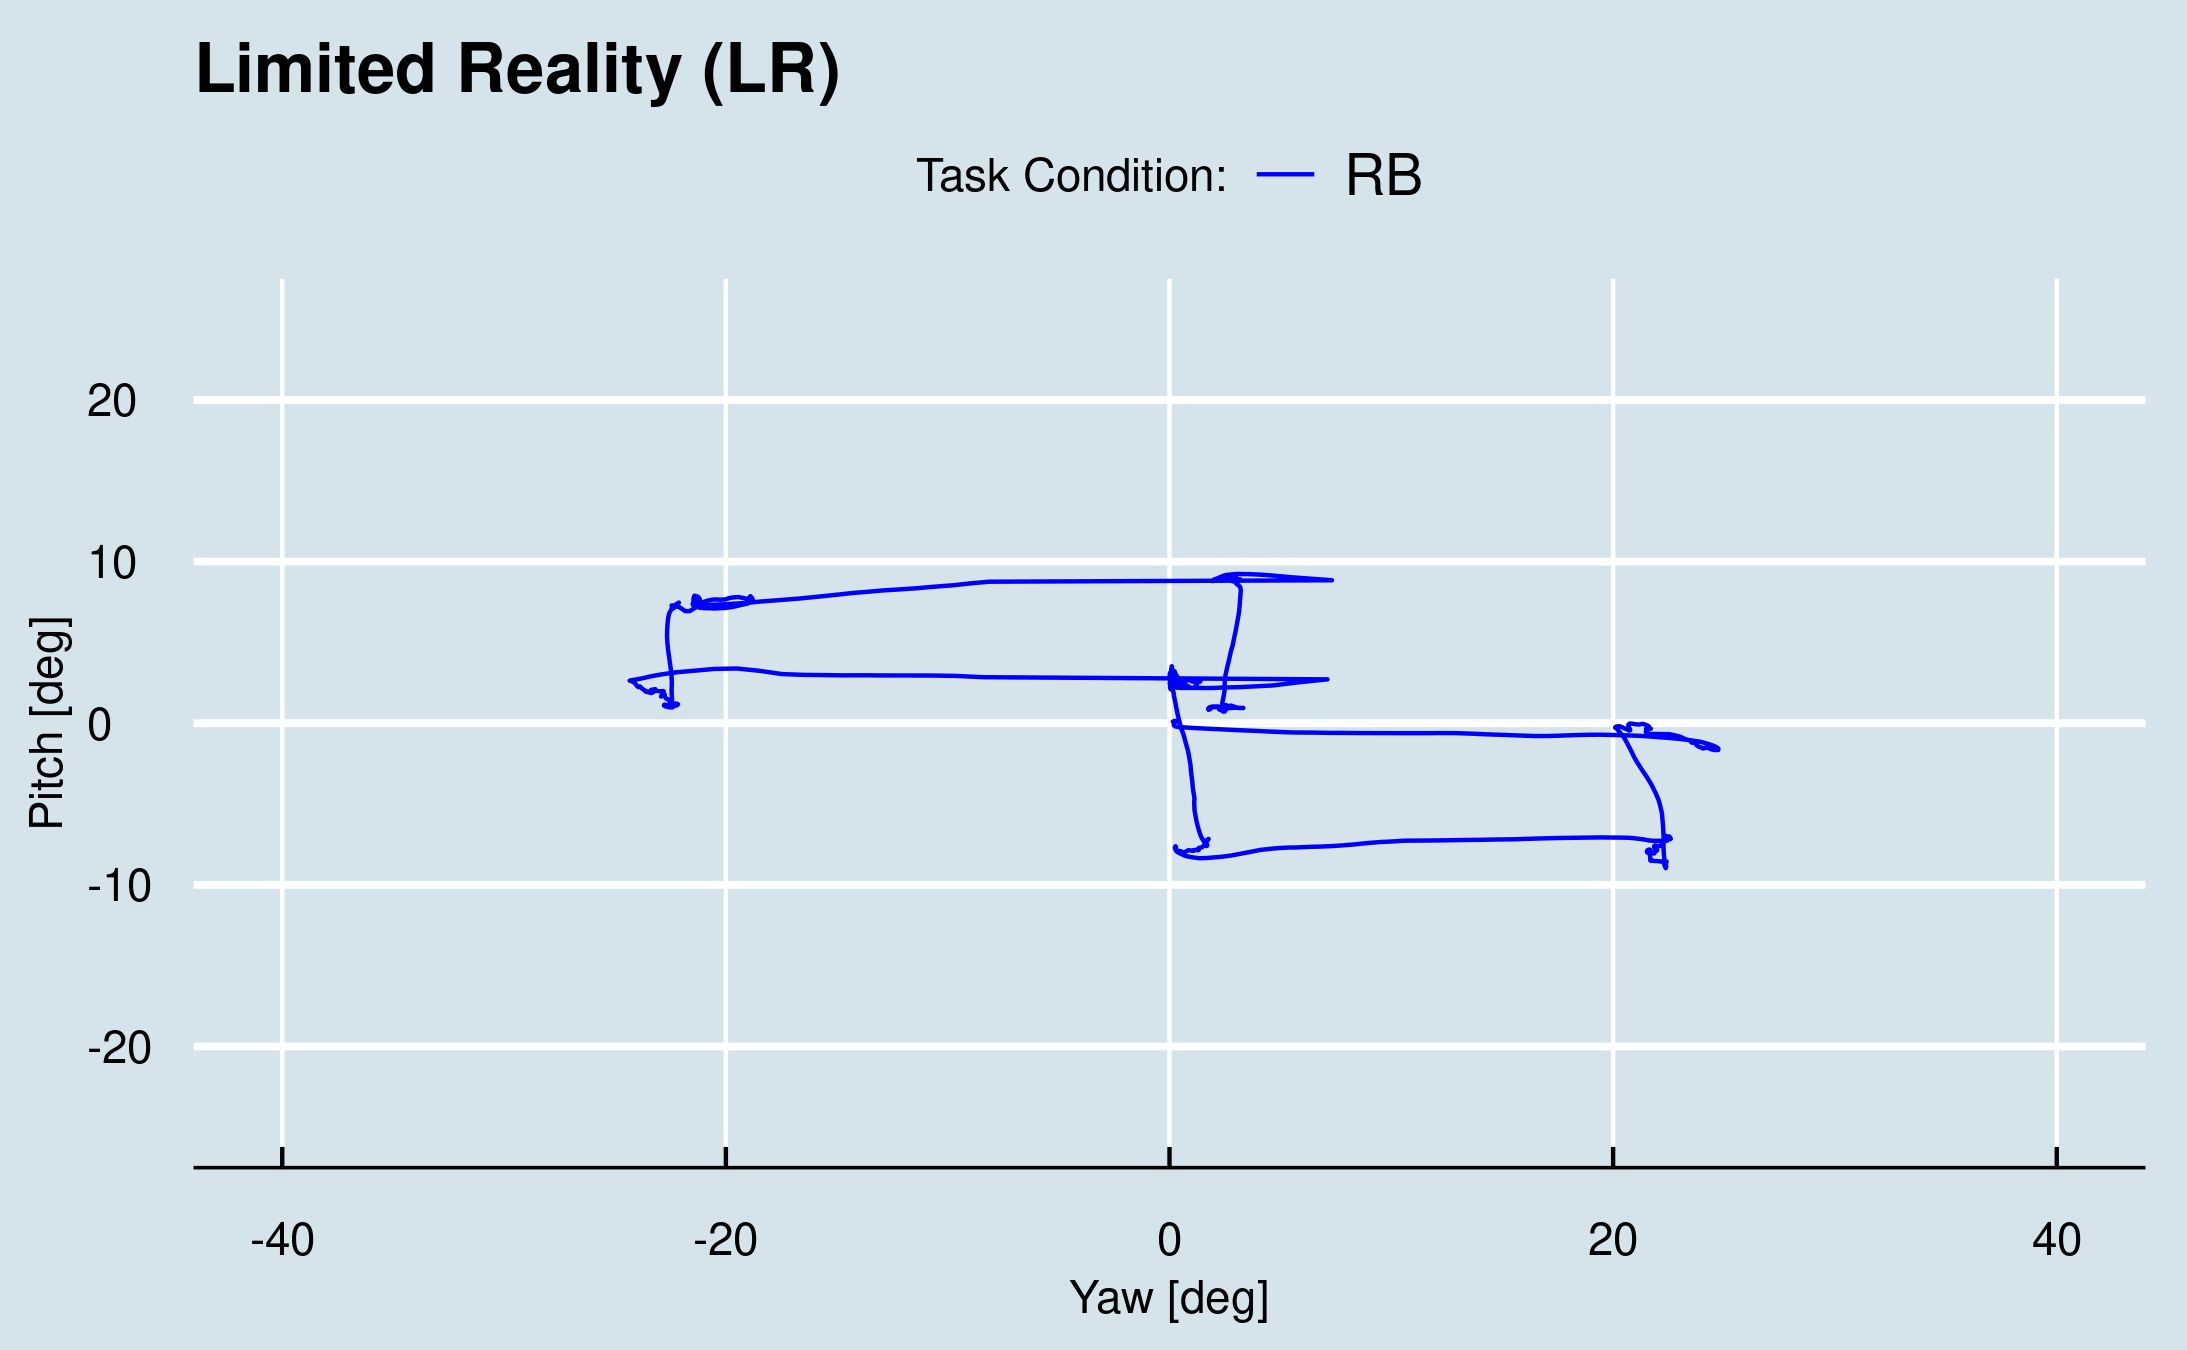 Limited Reality (LR)
Task Condition: RB
20
10
0
-10
-20
Pitch [deg]
-40 -20 0 20 40
Yaw [deg]